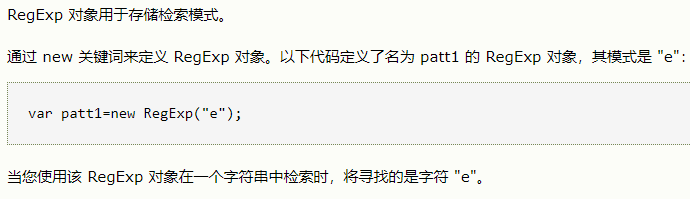 RegExp 对象用于存储检索模式。
通过 new 关键词来定义 RegExp 对象。以下代码定义了名为 patt1 的 RegExp 对象，其模式是 "e"：
var patt1=new RegExp("e");
当您使用该 RegExp 对象在一个字符串中检索时，将寻找的是字符 "e"。